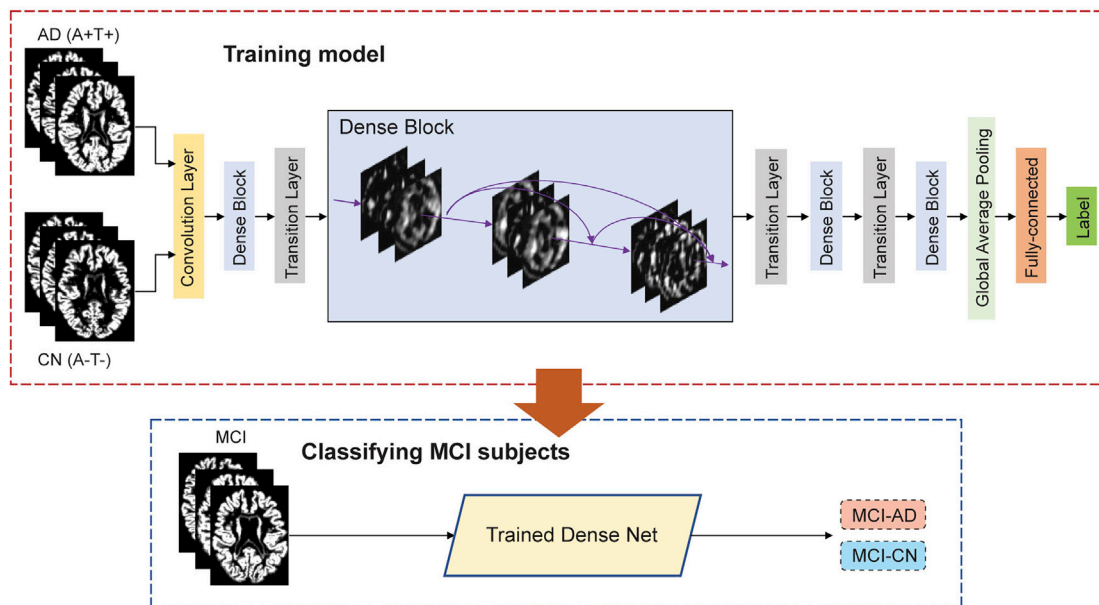 AD (A+T+)
Training model
CN (A-T-)
Convolution Layer
Dense Block
Transition Layer
Dense Block
Transition Layer
Dense Block
Transition Layer
Dense Block
Global Average Pooling
Fully-connected
Label
MCI
Classifying MCI subjects
Trained Dense Net
MCI-AD
MCI-CN